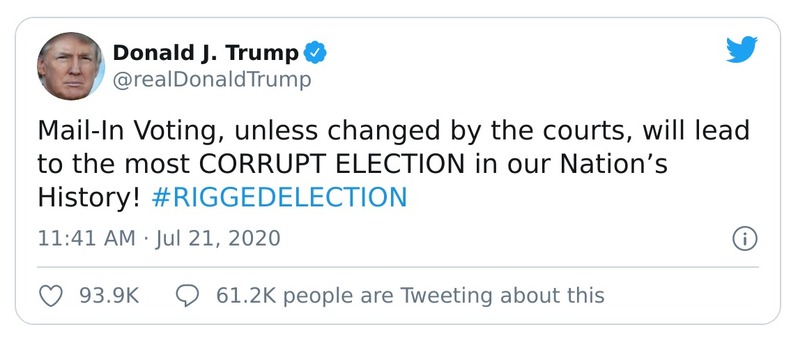 Donald J. Trump
@realDonaldTrump
Mail-In Voting, unless changed by the courts, will lead
to the most CORRUPT ELECTION in our Nation’s
History! #RIGGEDELECTION
11:41 AM · Jul 21, 2020
93.9K 61.2K people are Tweeting about this